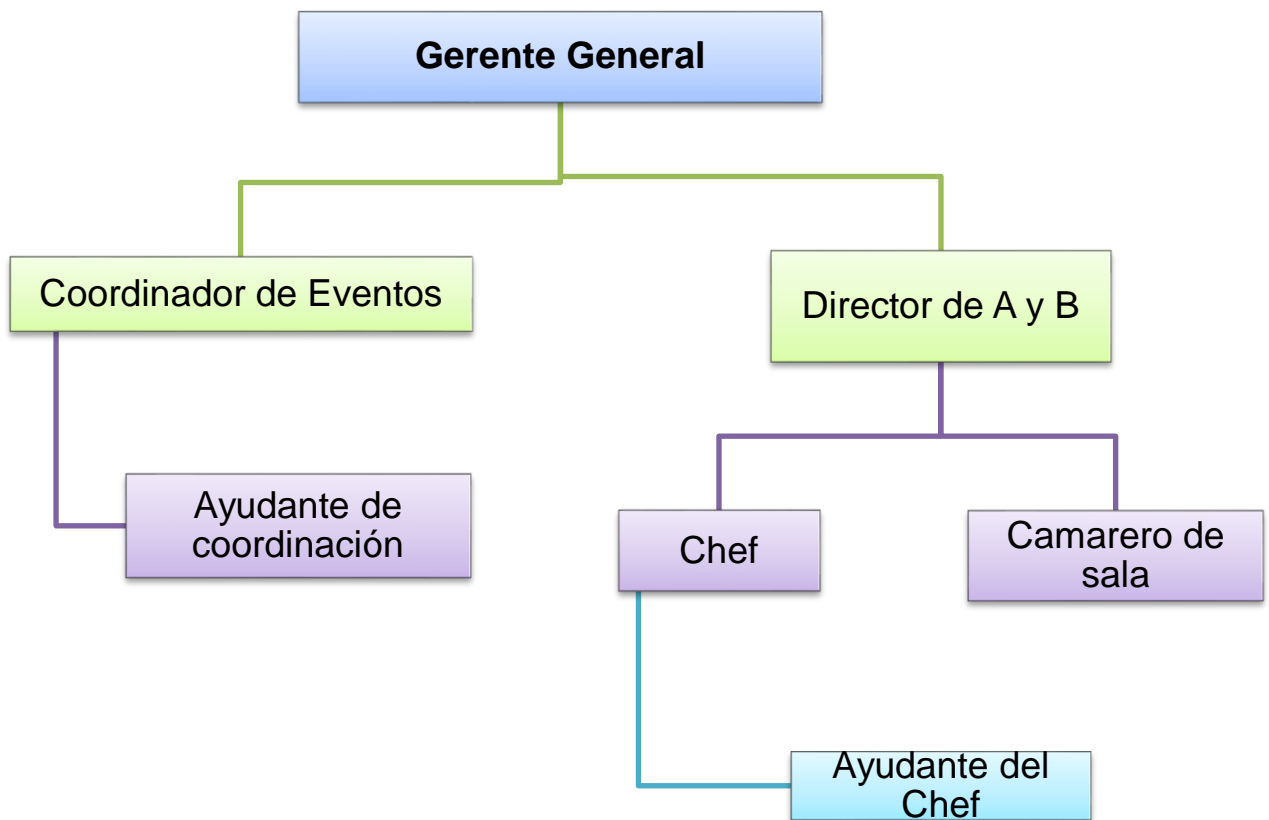 Gerente General
Coordinador de Eventos
Director de A y B
Ayudante de
coordinación
Chef
Camarero de
sala
Ayudante del
Chef